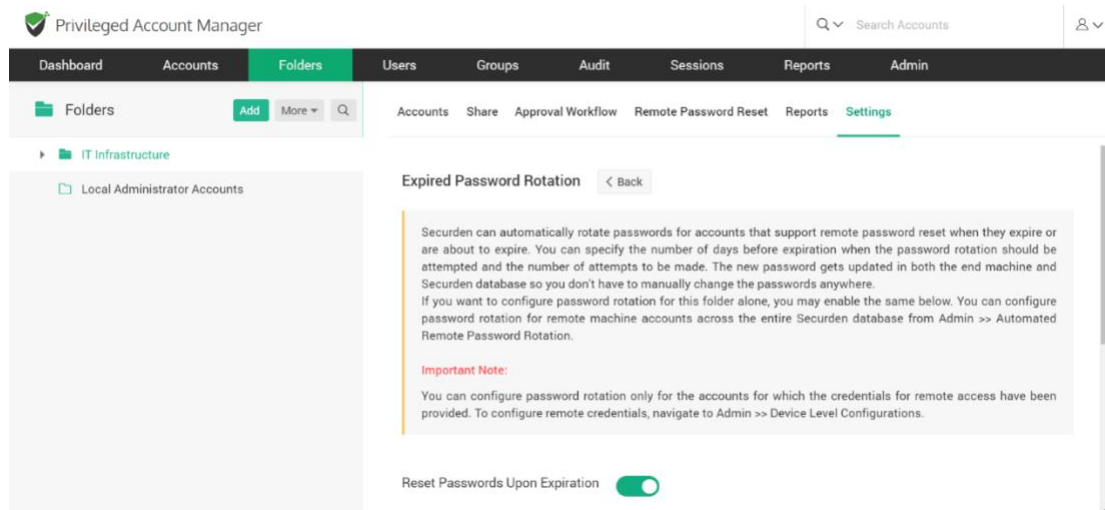 Privileged Account Manager
Search Accounts
Dashboard Accounts Folders Users Groups Audit Sessions Reports Admin
Folders Add More
Accounts Share Approval Workflow Remote Password Reset Reports Settings
IT Infrastructure
Local Administrator Accounts
Expired Password Rotation < Back
Securden can automatically rotate passwords for accounts that support remote password reset when they expire or
are about to expire. You can specify the number of days before expiration when the password rotation should be
attempted and the number of attempts to be made. The new password gets updated in both the end machine and
Securden database so you don't have to manually change the passwords anywhere.
If you want to configure password rotation for this folder alone, you may enable the same below. You can configure
password rotation for remote machine accounts across the entire Securden database from Admin >> Automated
Remote Password Rotation.
Important Note:
You can configure password rotation only for the accounts for which the credentials for remote access have been
provided. To configure remote credentials, navigate to Admin >> Device Level Configurations.
Reset Passwords Upon Expiration